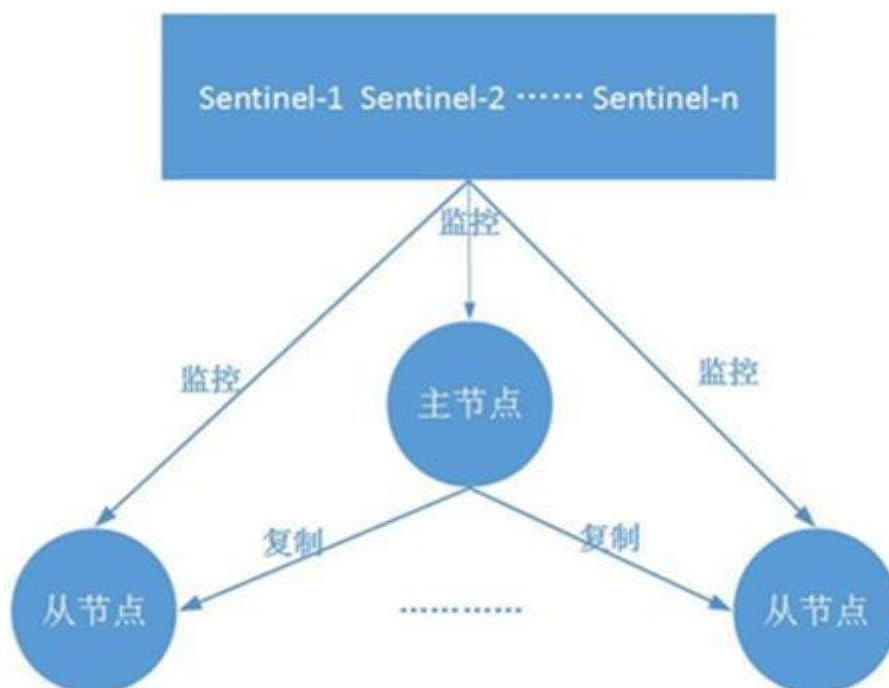 Sentinel-1 Sentinel-2 …… Sentinel-n
监控
监控
监控
主节点
复制
复制
从节点
…………
从节点